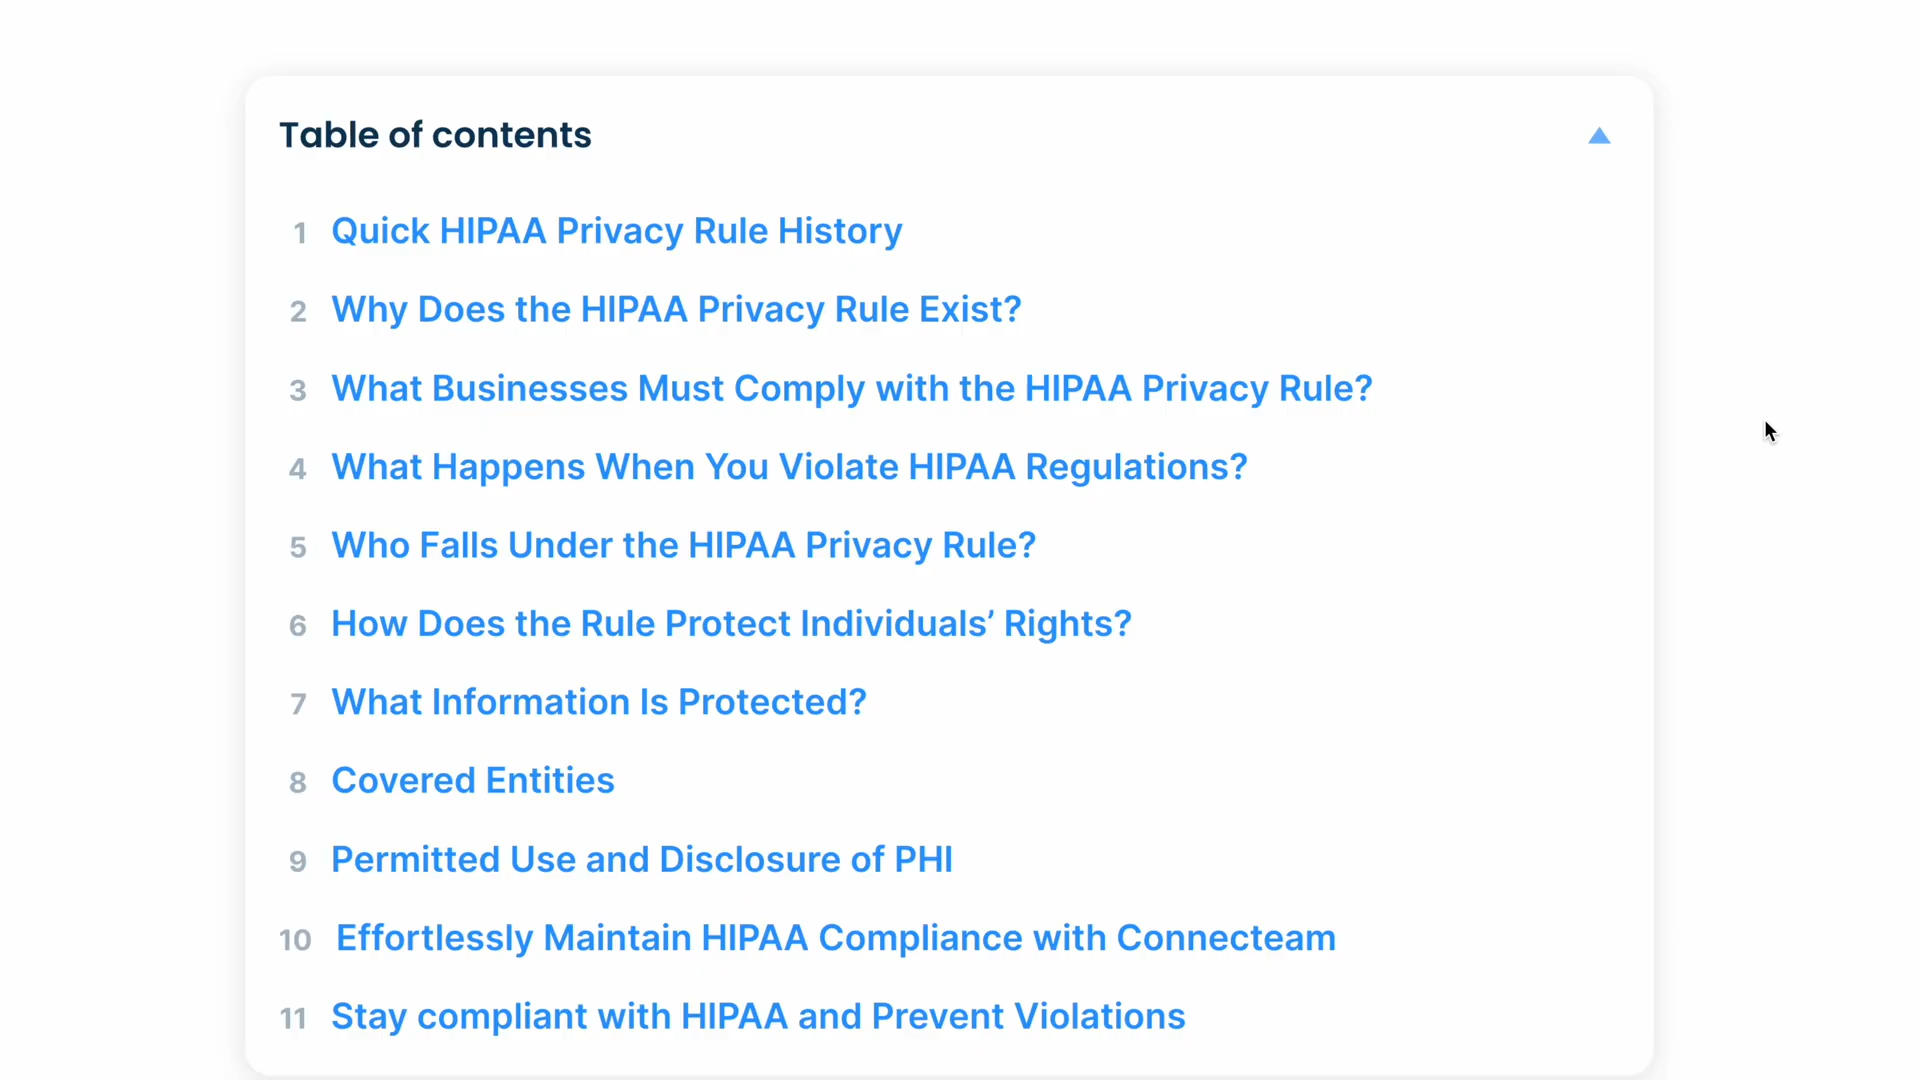 Table of contents
1 Quick HIPAA Privacy Rule History
2 Why Does the HIPAA Privacy Rule Exist?
3 What Businesses Must Comply with the HIPAA Privacy Rule?
4 What Happens When You Violate HIPAA Regulations?
5 Who Falls Under the HIPAA Privacy Rule?
6 How Does the Rule Protect Individuals’ Rights?
7 What Information Is Protected?
8 Covered Entities
9 Permitted Use and Disclosure of PHI
10 Effortlessly Maintain HIPAA Compliance with Connecteam
11 Stay compliant with HIPAA and Prevent Violations